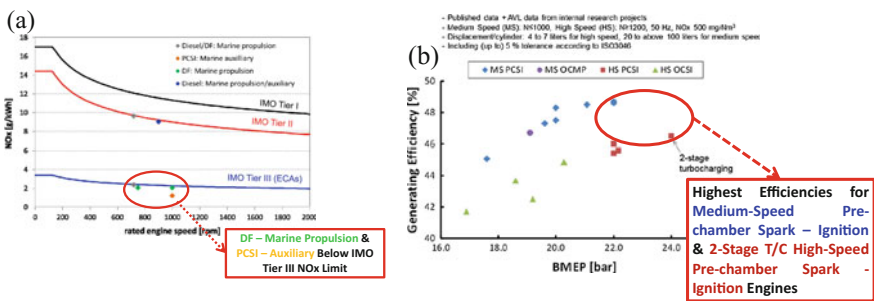 (a)
NOx [g/kWh]
18
16
14
12
10
8
6
4
2
0
Diesel/DF: Marine propulsion
PCSI: Marine auxiliary
DF: Marine propulsion
Diesel: Marine propulsion/auxiliary
IMO Tier I
IMO Tier II
IMO Tier III (ECAs)
0 200 400 600 800 1000 1200 1400 1600 1800 2000
rated engine speed [rpm]
DF – Marine Propulsion &
PCSI – Auxiliary Below IMO
Tier III NOx Limit
- Published data + AVL data from internal research projects
- Medium Speed (MS): N≤1000, High Speed (HS): N≥1200, 50 Hz, NOx 500 mg/Nm³
- Displacement/cylinder: 4 to 7 liters for high speed, 20 to above 100 liters for medium speed
- Including (up to) 5 % tolerance according to ISO3046
(b)
MS PCSI MS OCMP HS PCSI HS OCSI
Generating Efficiency [%]
50
48
46
44
42
40
2-stage
turbocharging
16.0 18.0 20.0 22.0 24.0
BMEP [bar]
Highest Efficiencies for
Medium-Speed Pre-
chamber Spark – Ignition
& 2-Stage T/C High-Speed
Pre-chamber Spark -
Ignition Engines